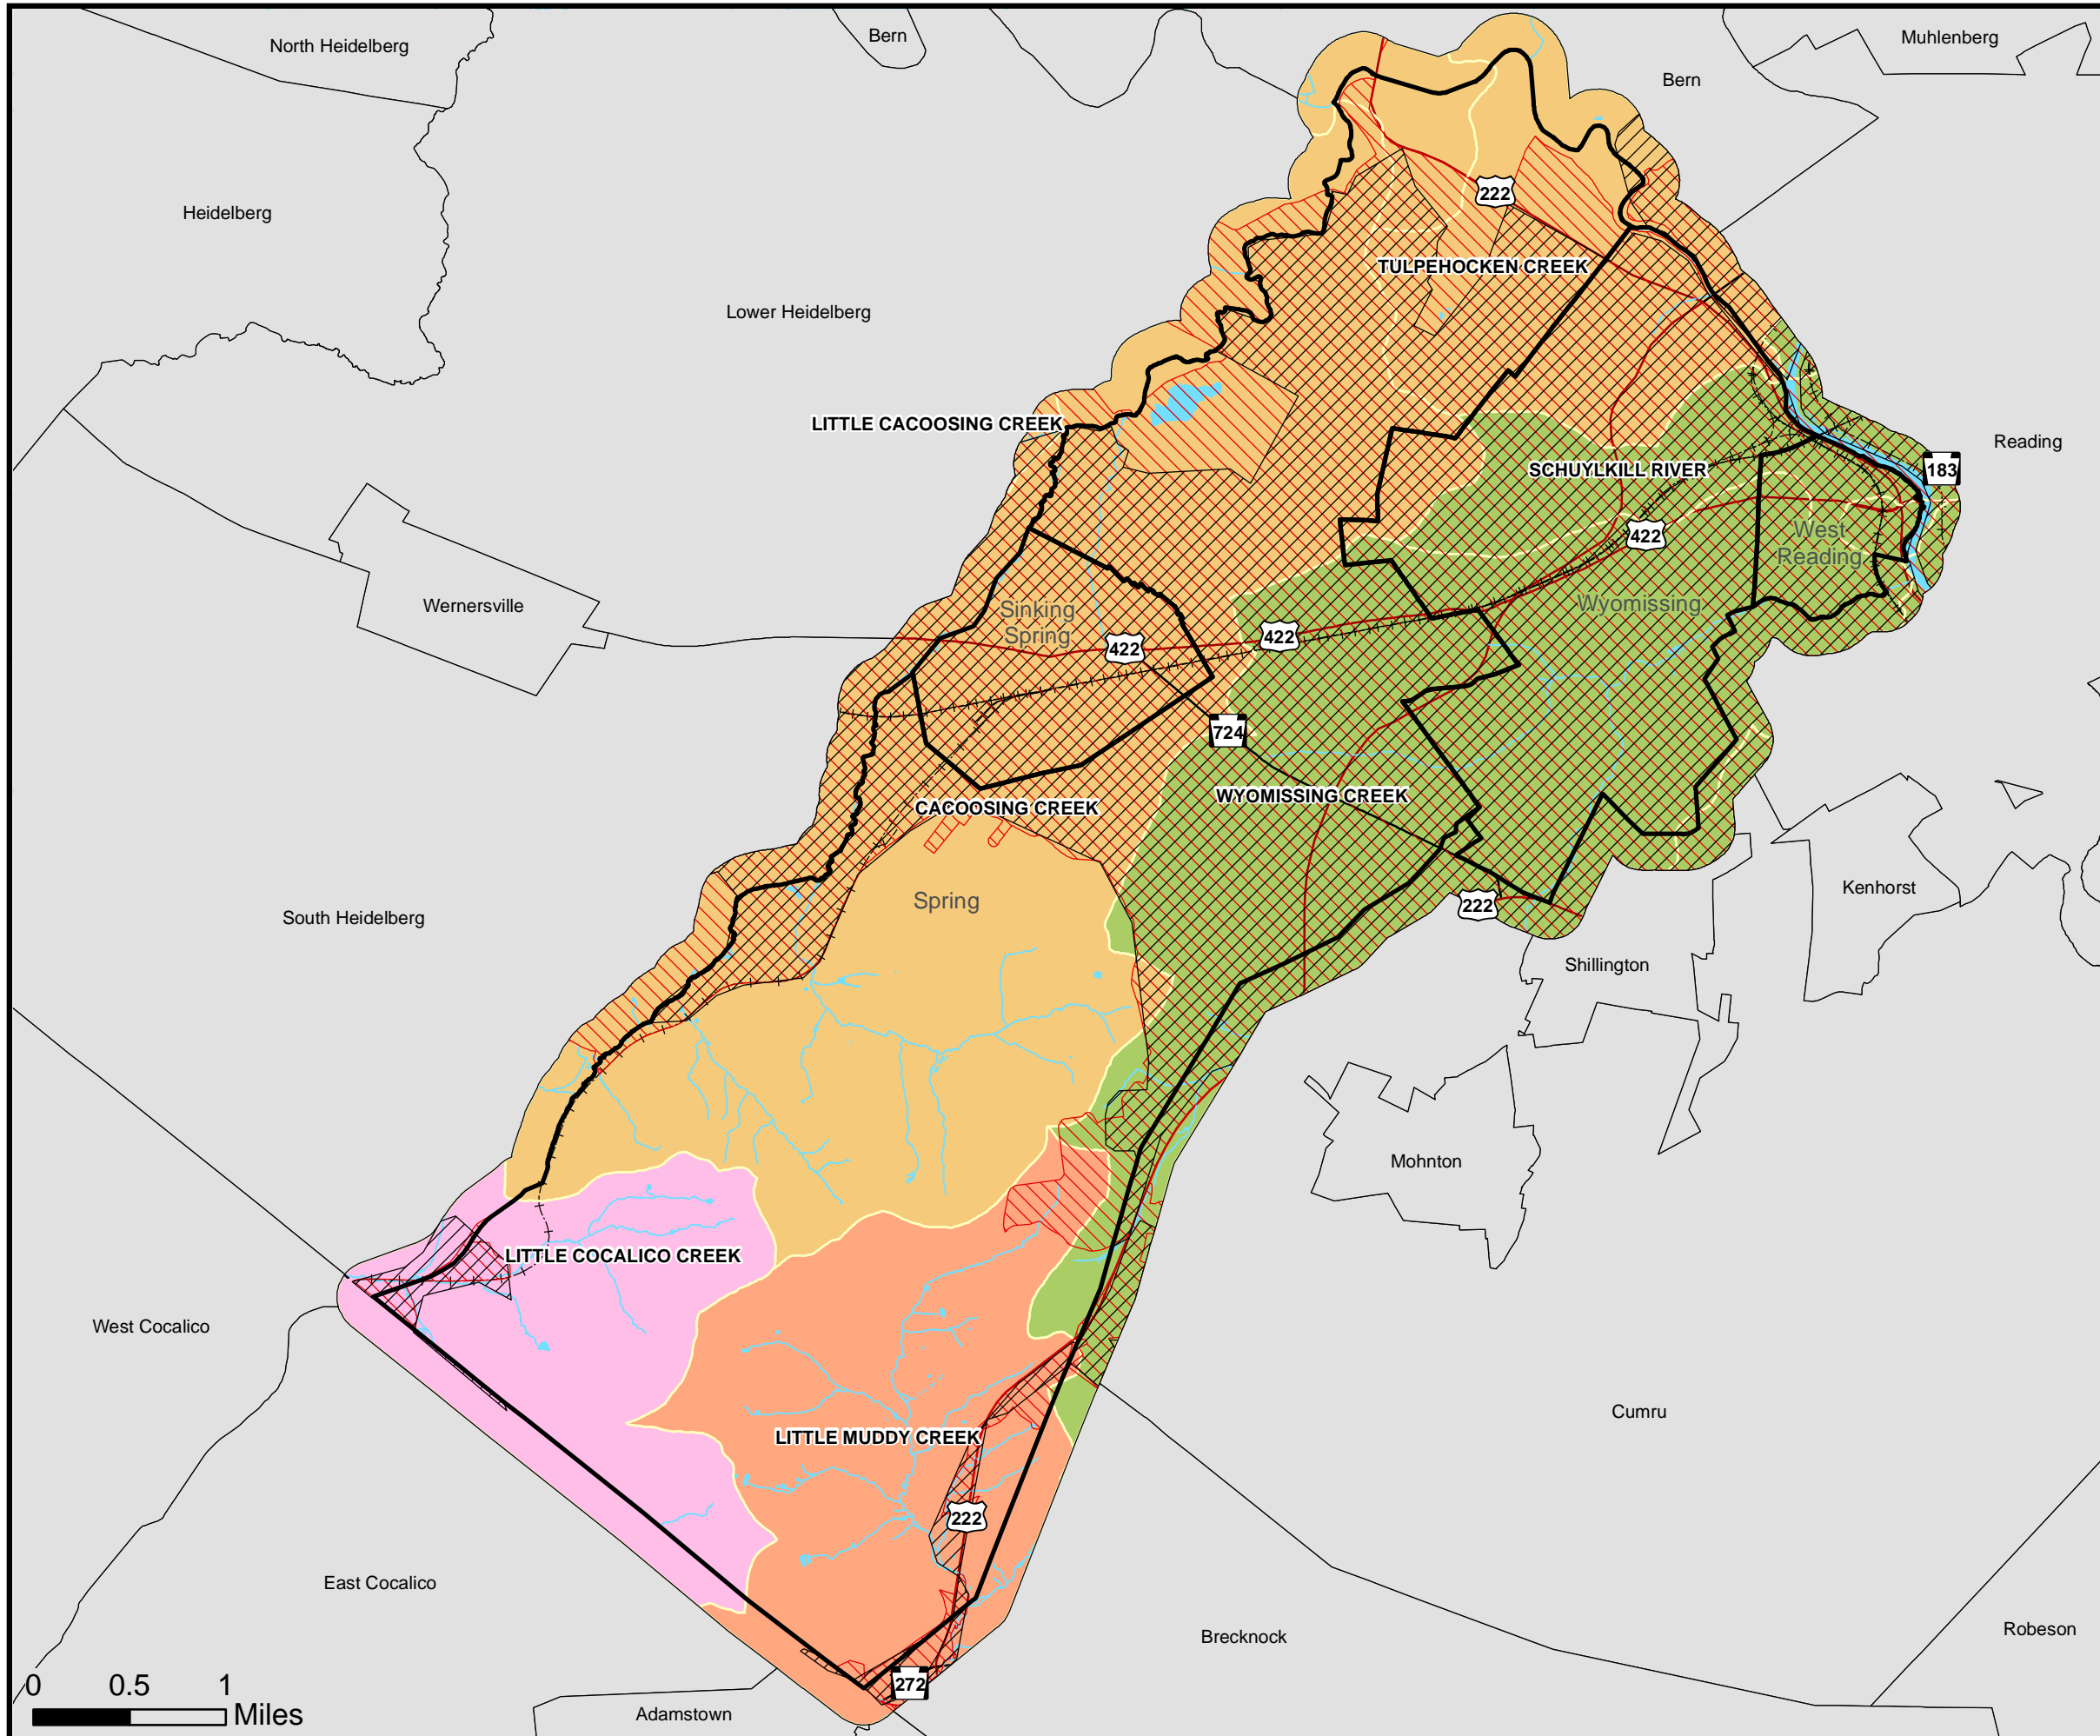 North Heidelberg
Bern
Muhlenberg
Bern
222
Heidelberg
TULPEHOCKEN CREEK
Lower Heidelberg
LITTLE CACOOSING CREEK
Reading
SCHUYLKILL RIVER
183
422
West
Reading
Wernersville
Sinking
Spring
Wyomissing
422
422
724
WYOMISSING CREEK
CACOOSING CREEK
Kenhorst
Spring
222
South Heidelberg
Shillington
Mohnton
LITTLE COCALICO CREEK
West Cocalico
Cumru
LITTLE MUDDY CREEK
222
East Cocalico
Brecknock
Robeson
272
0 0.5 1
Miles
Adamstown